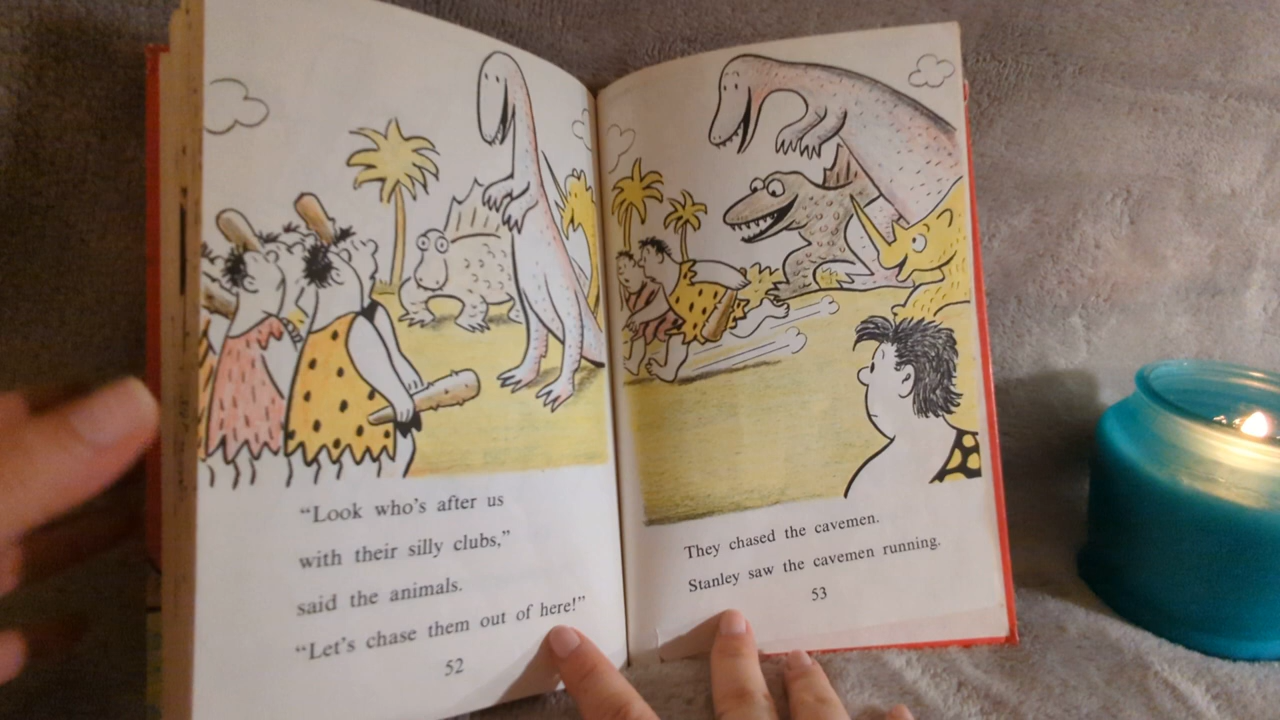 “Look who’s after us
with their silly clubs,”
said the animals.
“Let’s chase them out of here!”
52
They chased the cavemen.
Stanley saw the cavemen running.
53